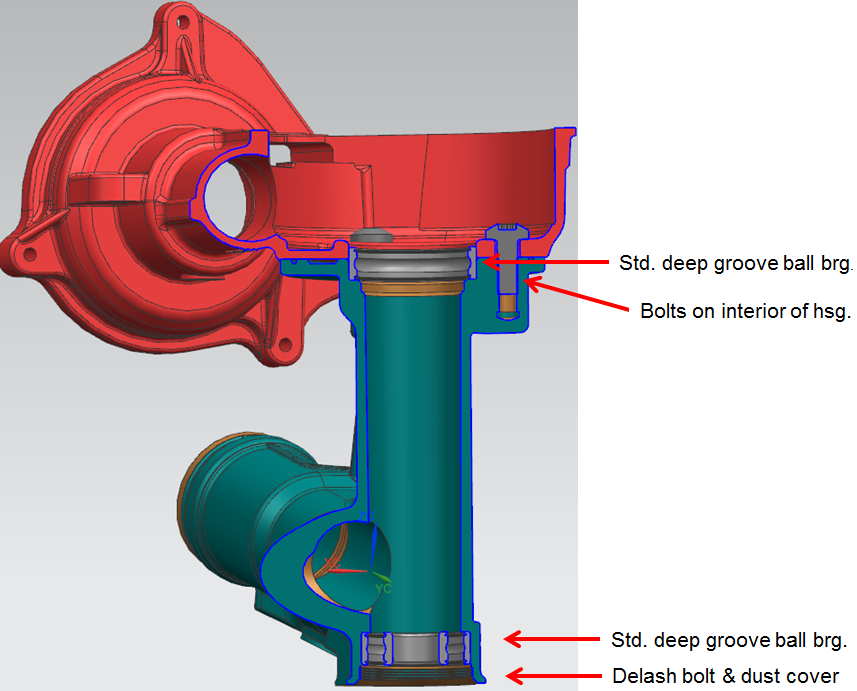 Std. deep groove ball brg.
Bolts on interior of hsg.
YC
Std. deep groove ball brg.
Delash bolt & dust cover